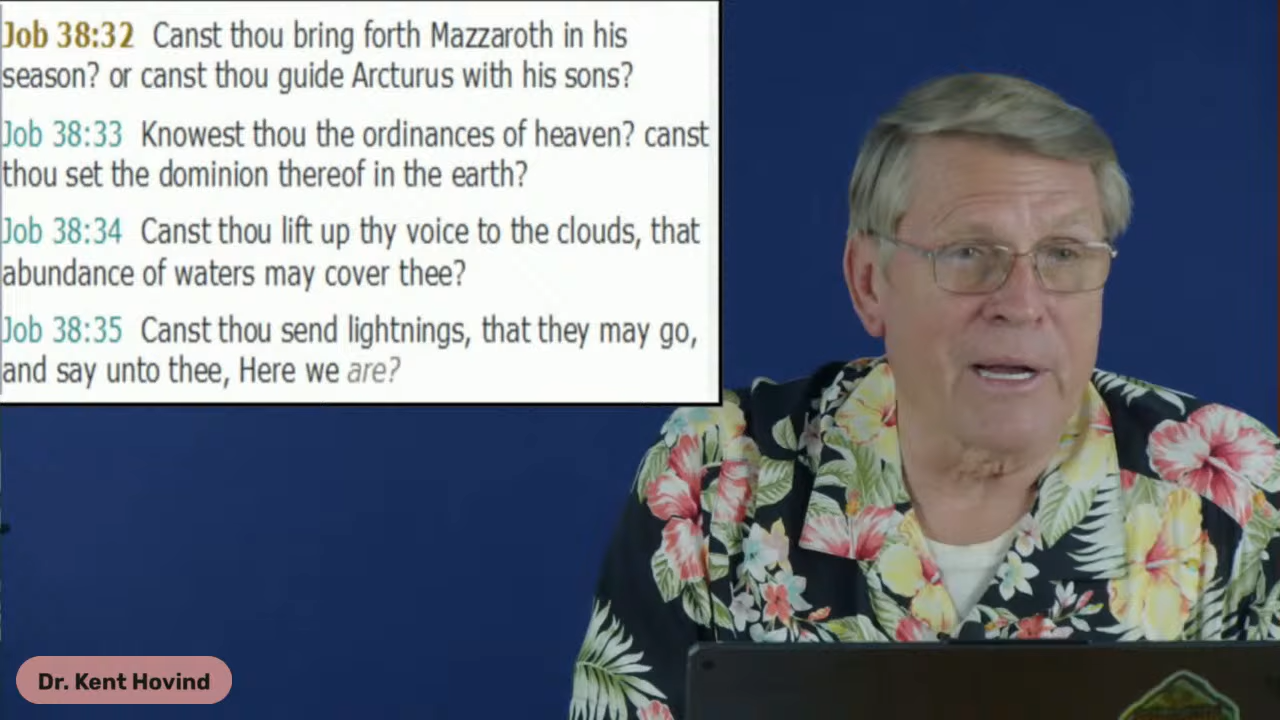 Job 38:32 Canst thou bring forth Mazzaroth in his
season? or canst thou guide Arcturus with his sons?
Job 38:33 Knowest thou the ordinances of heaven? canst
thou set the dominion thereof in the earth?
Job 38:34 Canst thou lift up thy voice to the clouds, that
abundance of waters may cover thee?
Job 38:35 Canst thou send lightnings, that they may go,
and say unto thee, Here we are?
Dr. Kent Hovind